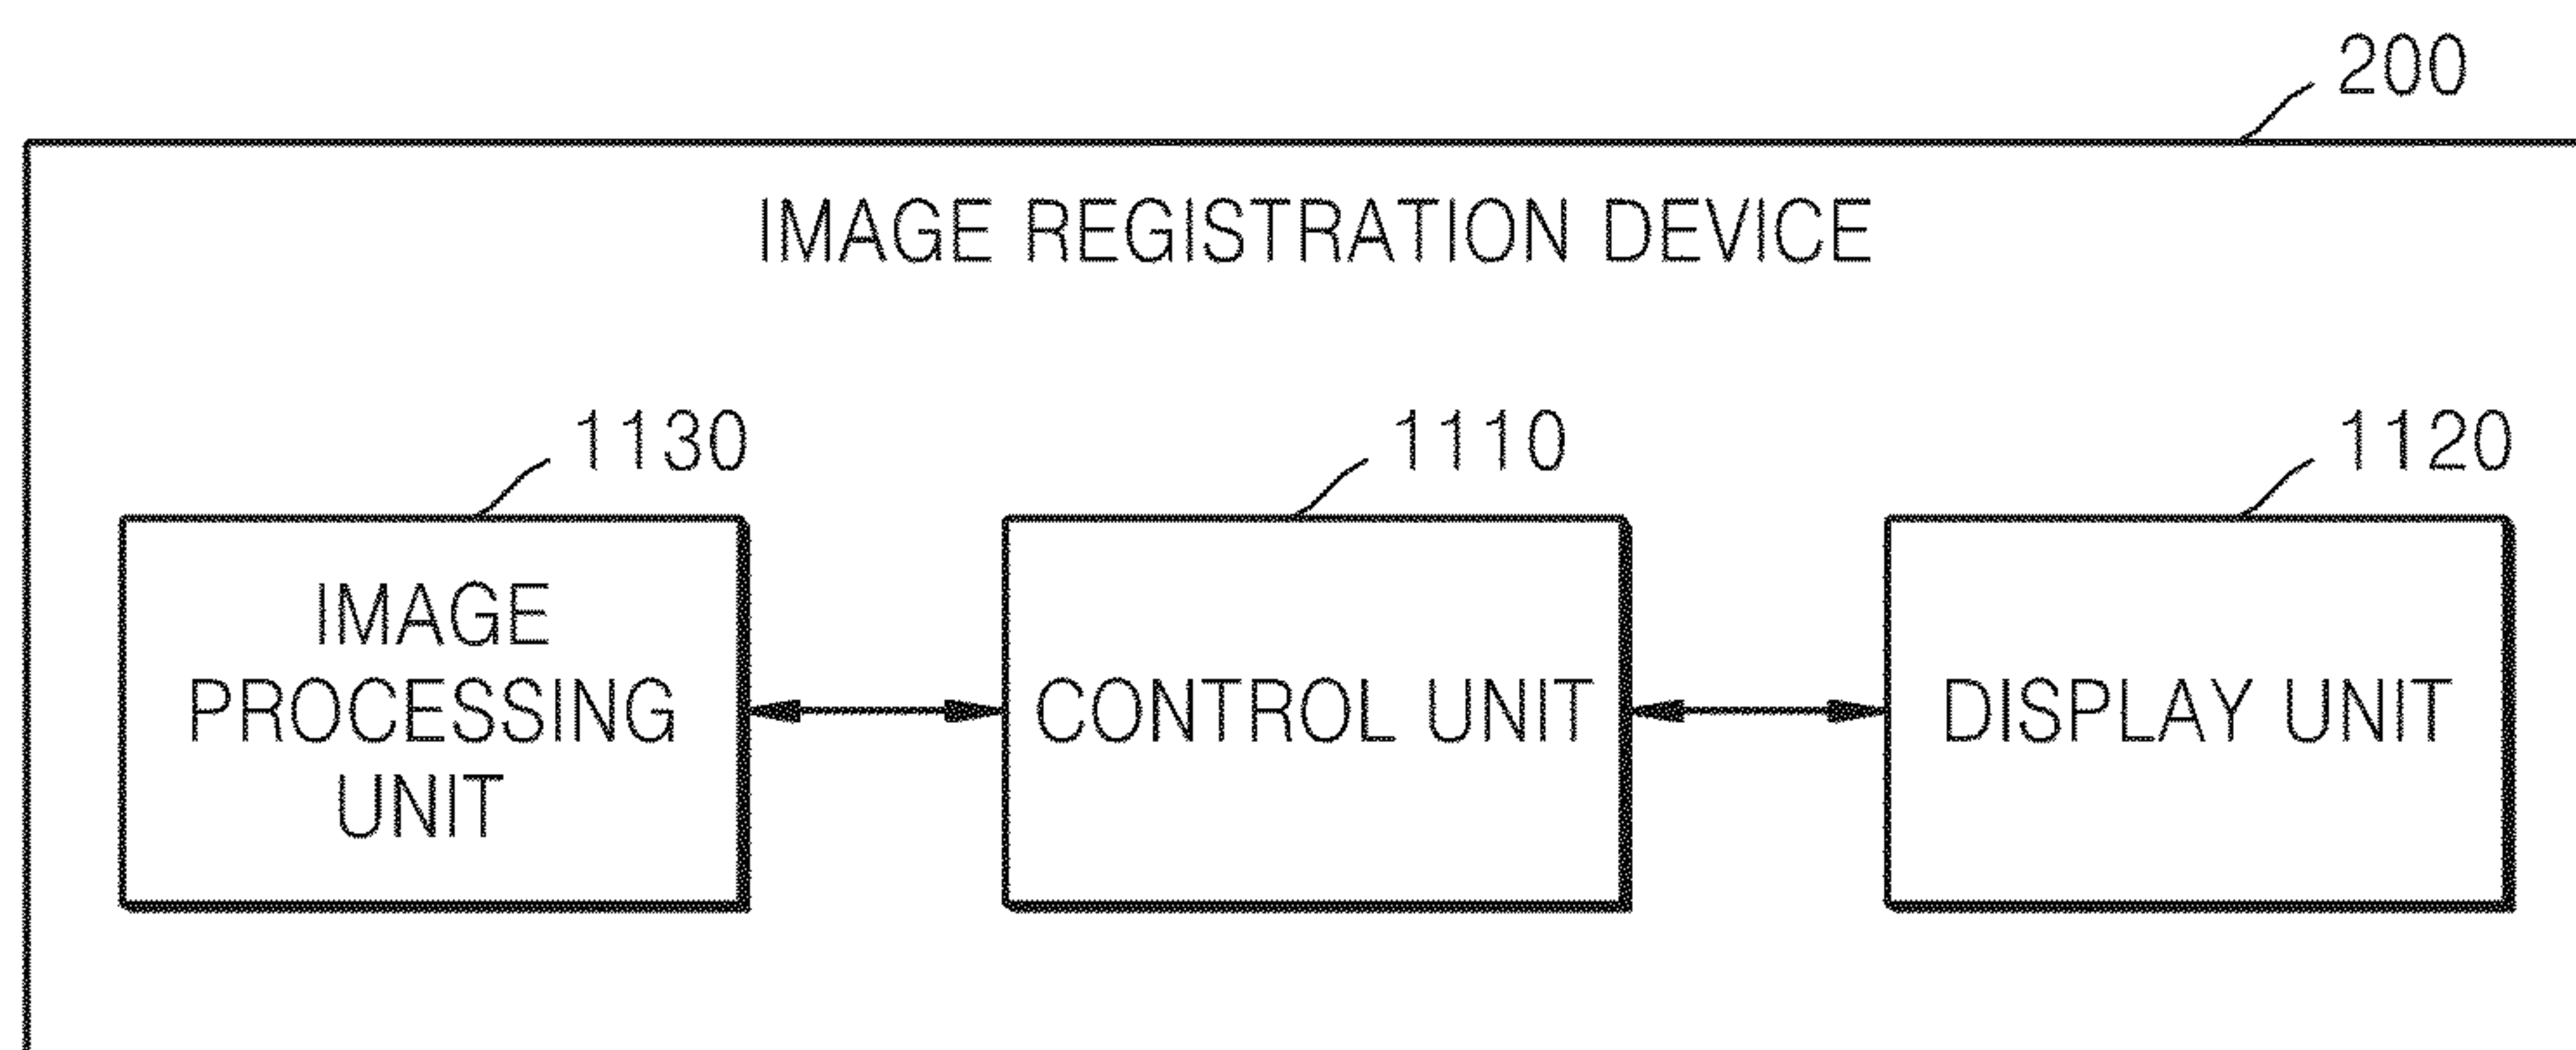 200
IMAGE REGISTRATION DEVICE
1130
1110
1120
IMAGE
PROCESSING
UNIT
CONTROL UNIT
DISPLAY UNIT